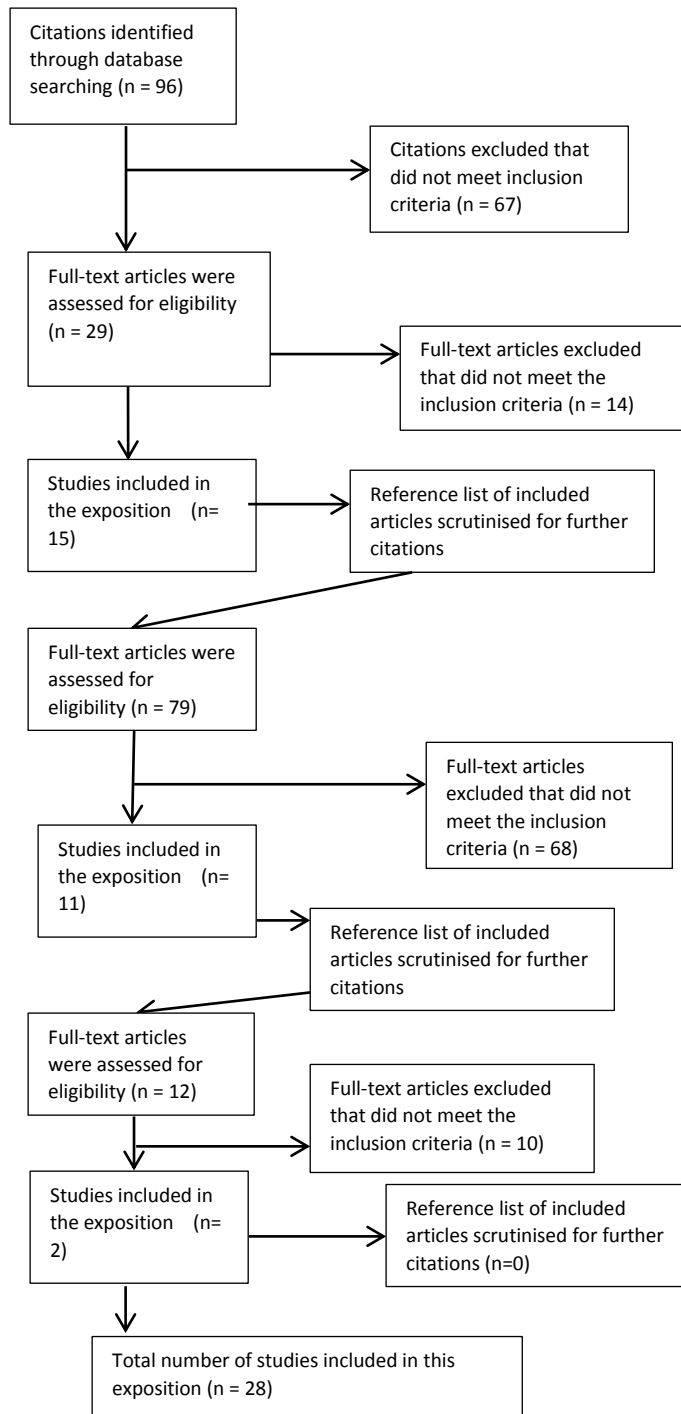 Citations identified
through database
searching (n = 96)
Citations excluded that
did not meet inclusion
criteria (n = 67)
Full-text articles were
assessed for eligibility
(n = 29)
Full-text articles excluded
that did not meet the
inclusion criteria (n = 14)
Studies included in
the exposition (n=
15)
Reference list of included
articles scrutinised for further
citations
Full-text articles were
assessed for
eligibility (n = 79)
Full-text articles
excluded that did not
meet the inclusion
criteria (n = 68)
Studies included in
the exposition (n=
11)
Reference list of included
articles scrutinised for further
citations
Full-text articles
were assessed for
eligibility (n = 12)
Full-text articles excluded
that did not meet the
inclusion criteria (n = 10)
Studies included in
the exposition (n=
2)
Reference list of included
articles scrutinised for further
citations (n=0)
Total number of studies included in this
exposition (n = 28)